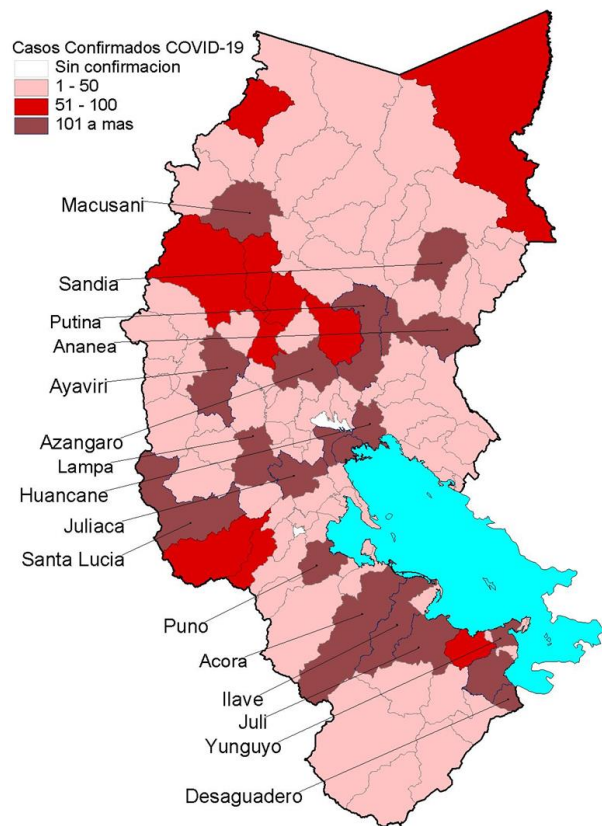 Casos Confirmados COVID-19
Sin confirmacion
1 - 50
51 - 100
101 a mas
Macusani
Sandia
Putina
Ananea
Ayaviri
Azangaro
Lampa
Huancane
Juliaca
Santa Lucia
Puno
Acora
Ilave
Juli
Yunguyo
Desaguadero